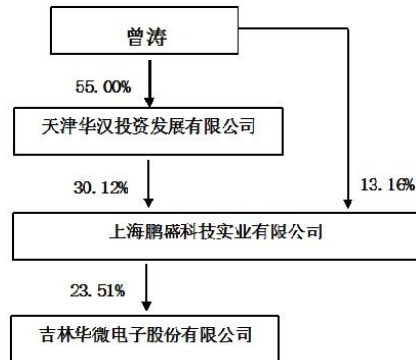 曾涛
55.00%
天津华汉投资发展有限公司
30.12%
13.16%
上海鹏盛科技实业有限公司
23.51%
吉林华微电子股份有限公司